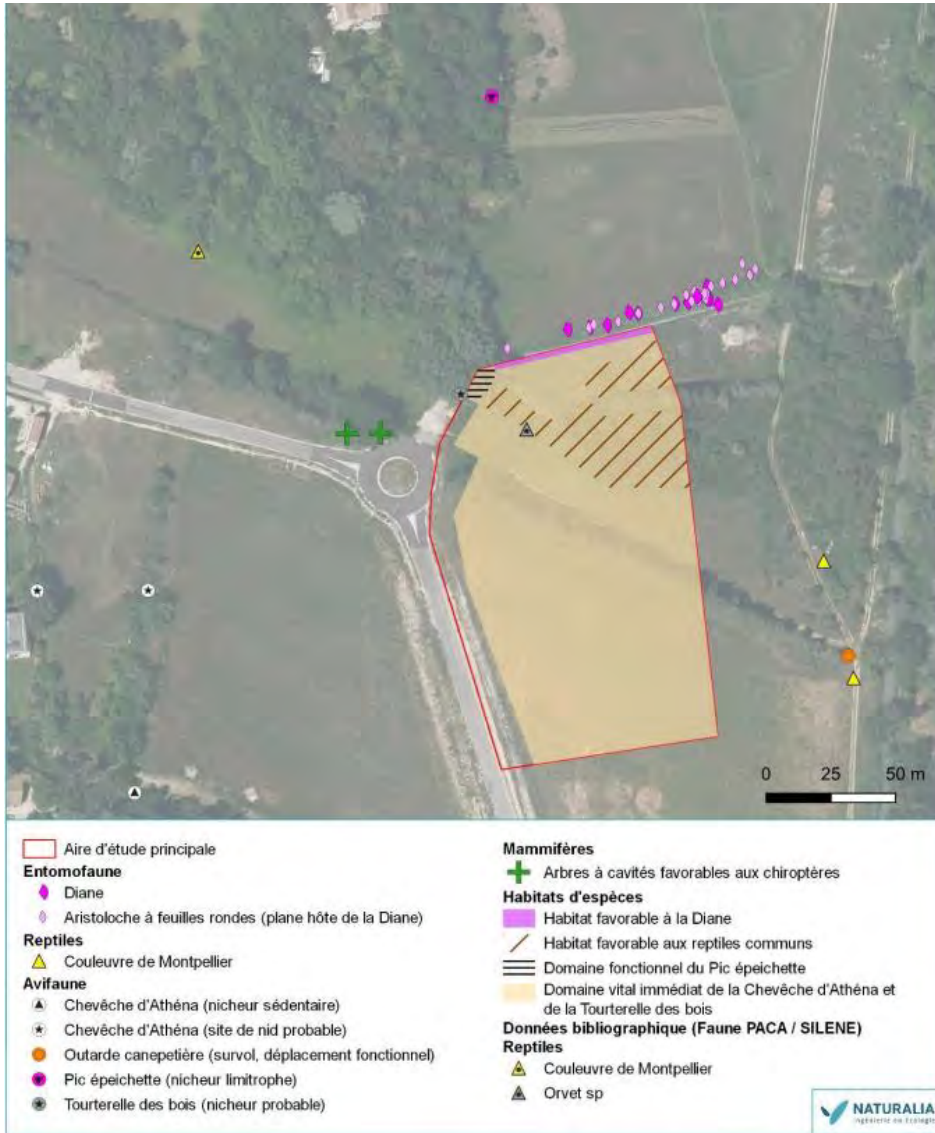 0 25 50 m
Aire d'étude principale
Entomofaune
Diane
Aristoloche à feuilles rondes (plane hôte de la Diane)
Reptiles
Couleuvre de Montpellier
Avifaune
Chevêche d'Athéna (nicheur sédentaire)
Chevêche d'Athéna (site de nid probable)
Outarde canepetière (survol, déplacement fonctionnel)
Pic épeichette (nicheur limitrophe)
Tourterelle des bois (nicheur probable)
Mammifères
Arbres à cavités favorables aux chiroptères
Habitats d'espèces
Habitat favorable à la Diane
Habitat favorable aux reptiles communs
Domaine fonctionnel du Pic épeichette
Domaine vital immédiat de la Chevêche d'Athéna et
de la Tourterelle des bois
Données bibliographique (Faune PACA / SILENE)
Reptiles
Couleuvre de Montpellier
Orvet sp
NATURALIA
Ingénierie en Écologie